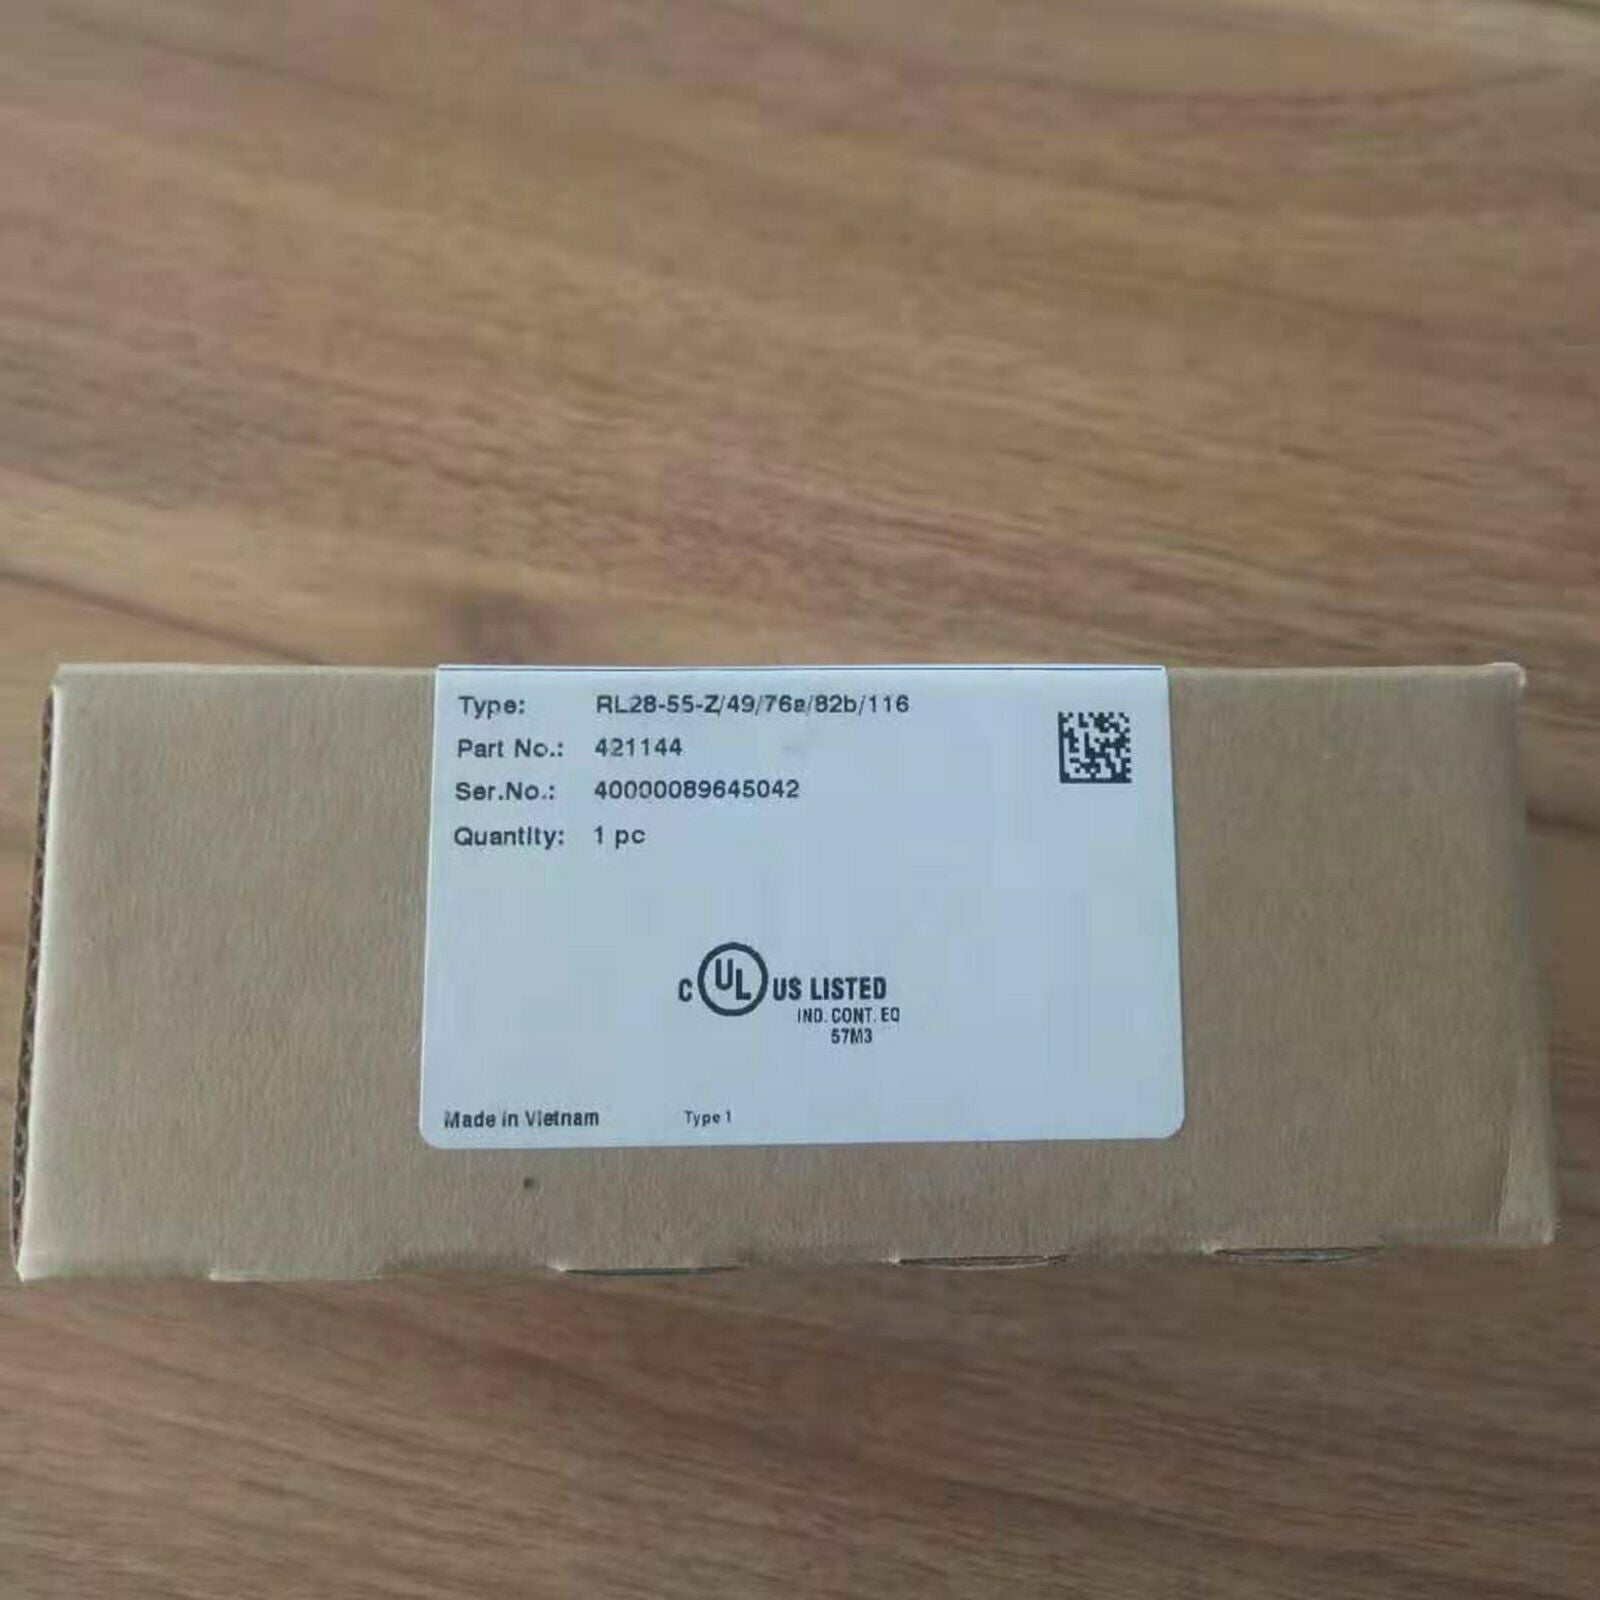 Type: RL28-55-Z/49/76a/82b/116
Part No.: 421144
Ser.No.: 40000089645042
Quantity: 1 pc
C UL US LISTED
IND. CONT. EQ
57M3
Made in Vietnam Type 1